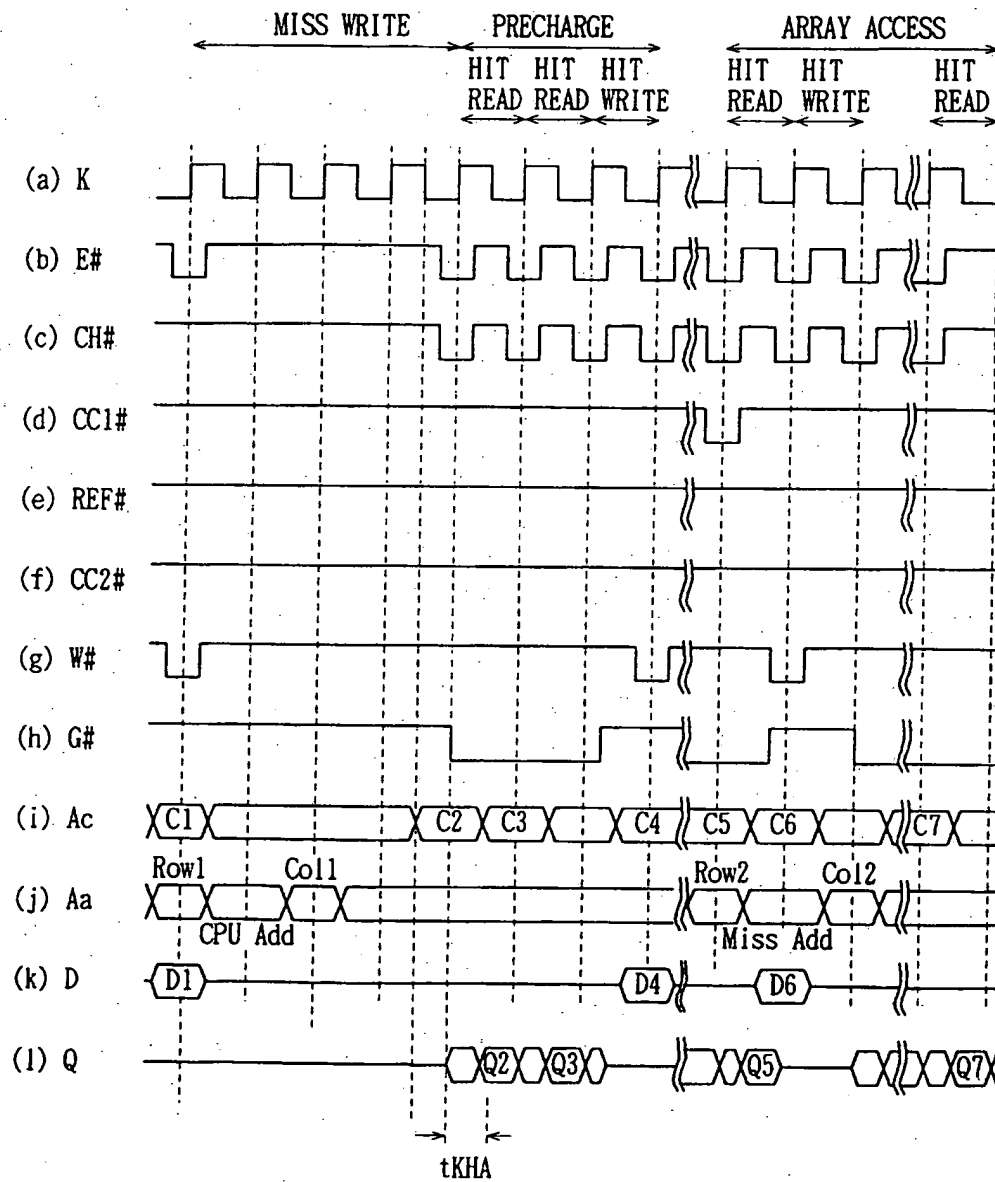 MISS WRITE PRECHARGE ARRAY ACCESS
HIT HIT HIT HIT HIT HIT
READ READ WRITE READ WRITE READ
(a) K
(b) E#
(c) CH#
(d) CC1#
(e) REF#
(f) CC2#
(g) W#
(h) G#
(i) Ac C1 C2 C3 C4 C5 C6 C7
Row1 Col1 Row2 Col2
(j) Aa
CPU Add Miss Add
(k) D D1 D4 D6
(l) Q Q2 Q3 Q5 Q7
tKHA